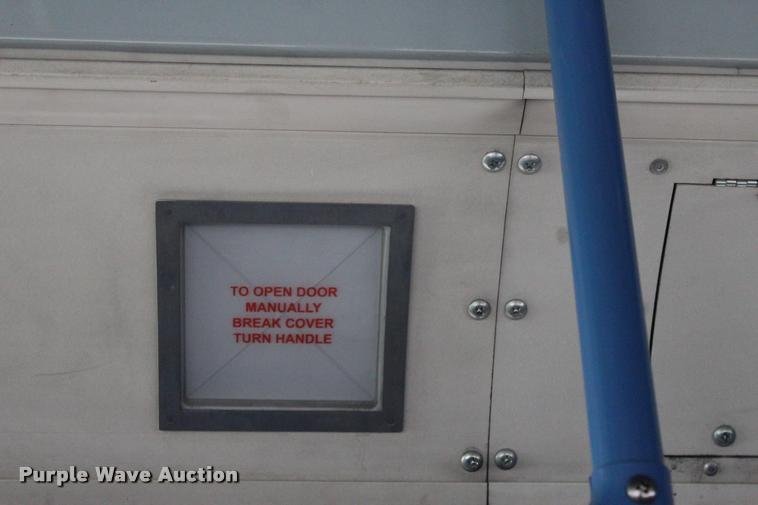 TO OPEN DOOR
MANUALLY
BREAK COVER
TURN HANDLE
Purple Wave Auction